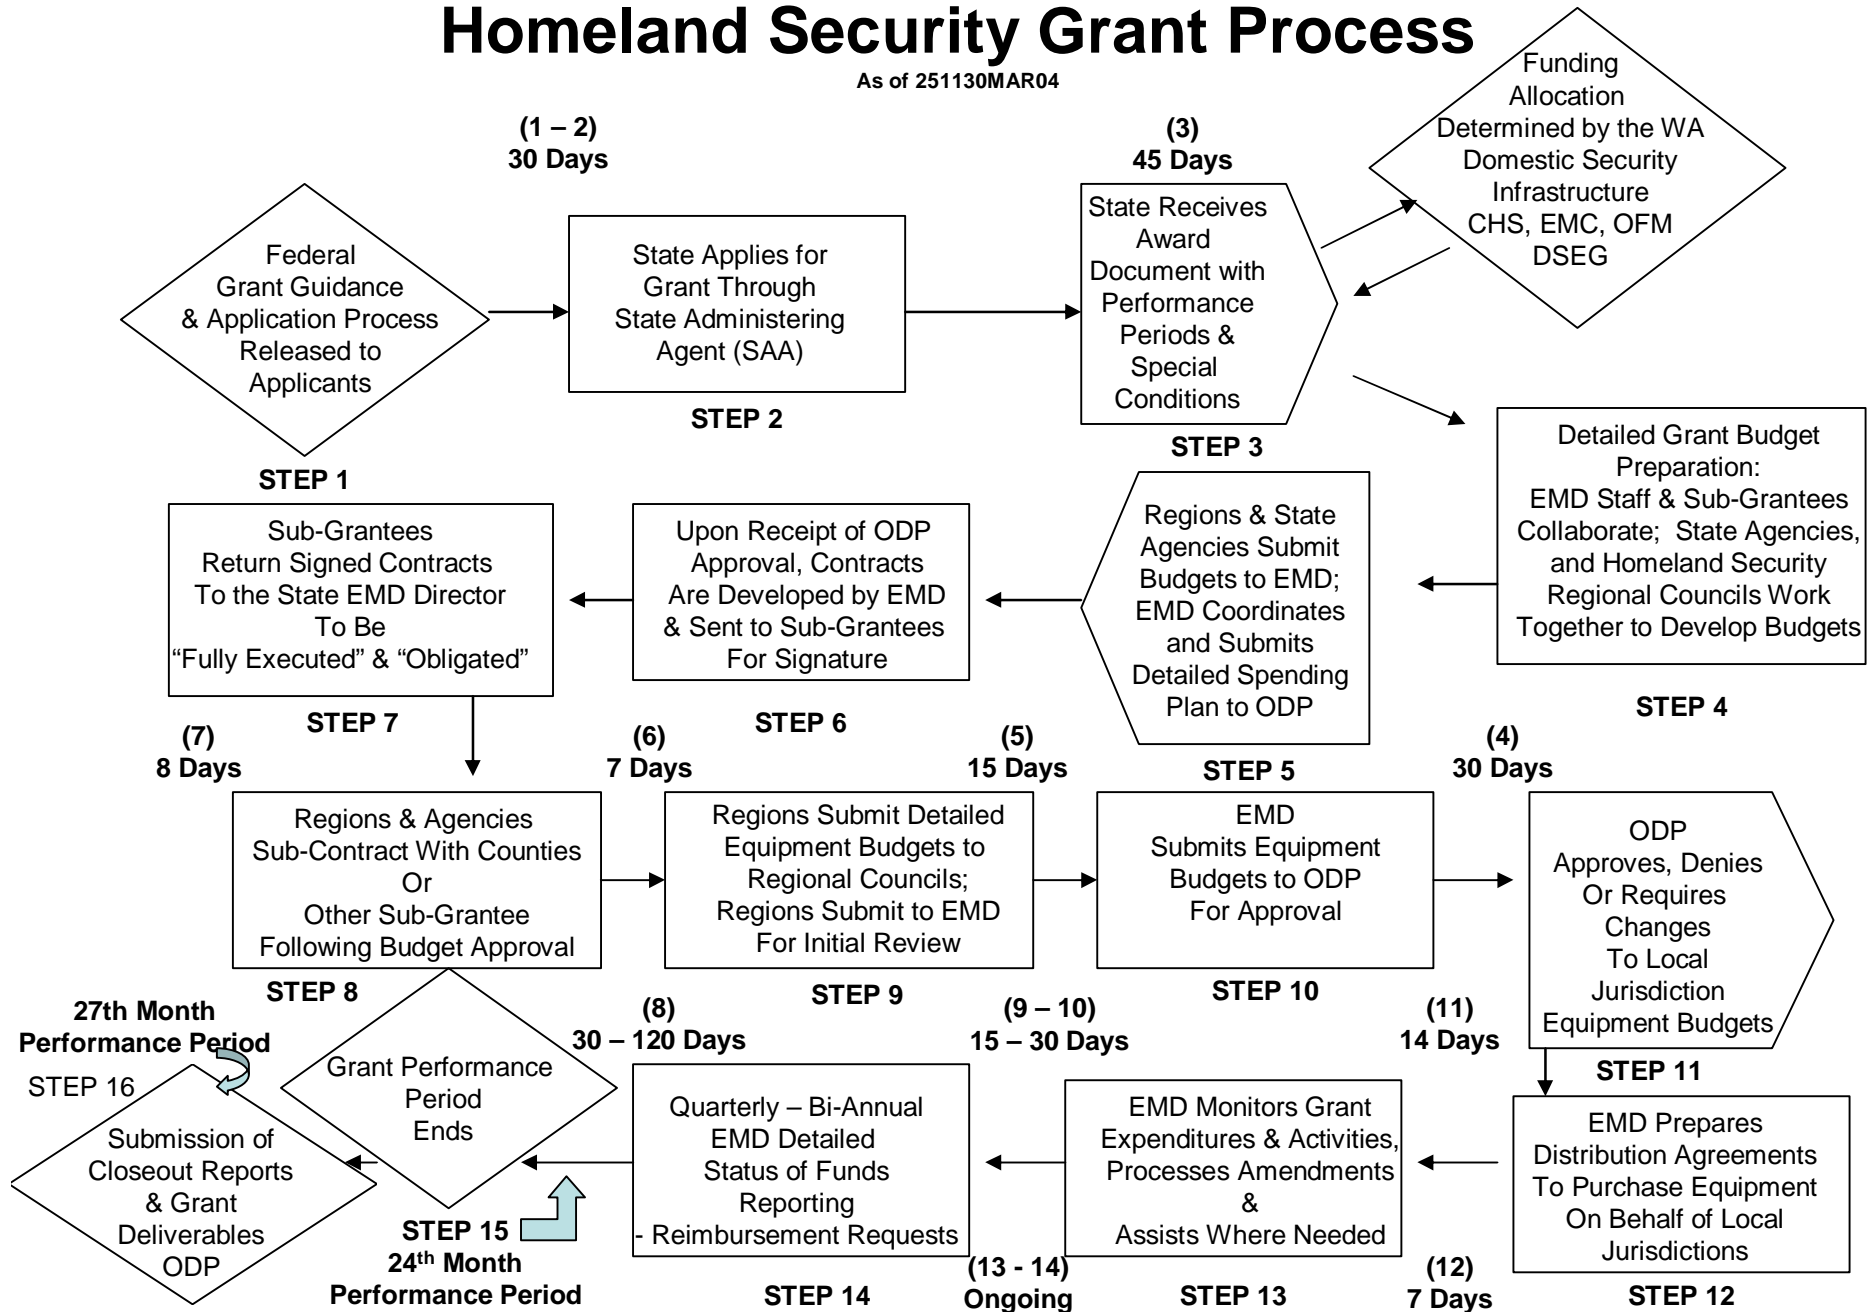 Homeland Security Grant Process
As of 251130MAR04
(1 – 2)
30 Days
(3)
45 Days
Funding
Allocation
Determined by the WA
Domestic Security
Infrastructure
CHS, EMC, OFM
DSEG
Federal
Grant Guidance
& Application Process
Released to
Applicants
STEP 1
State Applies for
Grant Through
State Administering
Agent (SAA)
STEP 2
State Receives
Award
Document with
Performance
Periods &
Special
Conditions
STEP 3
Detailed Grant Budget
Preparation:
EMD Staff & Sub-Grantees
Collaborate;  State Agencies,
and Homeland Security
Regional Councils Work
Together to Develop Budgets
STEP 4
(4)
30 Days
Regions & State
Agencies Submit
Budgets to EMD;
EMD Coordinates
and Submits
Detailed Spending
Plan to ODP
STEP 5
(5)
15 Days
Upon Receipt of ODP
Approval, Contracts
Are Developed by EMD
& Sent to Sub-Grantees
For Signature
STEP 6
(6)
7 Days
Sub-Grantees
Return Signed Contracts
To the State EMD Director
To Be
“Fully Executed” & “Obligated”
STEP 7
(7)
8 Days
Regions & Agencies
Sub-Contract With Counties
Or
Other Sub-Grantee
Following Budget Approval
STEP 8
(8)
30 – 120 Days
Regions Submit Detailed
Equipment Budgets to
Regional Councils;
Regions Submit to EMD
For Initial Review
STEP 9
(9 – 10)
15 – 30 Days
EMD
Submits Equipment
Budgets to ODP
For Approval
STEP 10
ODP
Approves, Denies
Or Requires
Changes
To Local
Jurisdiction
Equipment Budgets
STEP 11
(11)
14 Days
EMD Prepares
Distribution Agreements
To Purchase Equipment
On Behalf of Local
Jurisdictions
STEP 12
(12)
7 Days
EMD Monitors Grant
Expenditures & Activities,
Processes Amendments
&
Assists Where Needed
STEP 13
(13 - 14)
Ongoing
Quarterly – Bi-Annual
EMD Detailed
Status of Funds
Reporting
- Reimbursement Requests
STEP 14
Grant Performance
Period
Ends
STEP 15
24th Month
Performance Period
27th Month
Performance Period
STEP 16
Submission of
Closeout Reports
& Grant
Deliverables
ODP